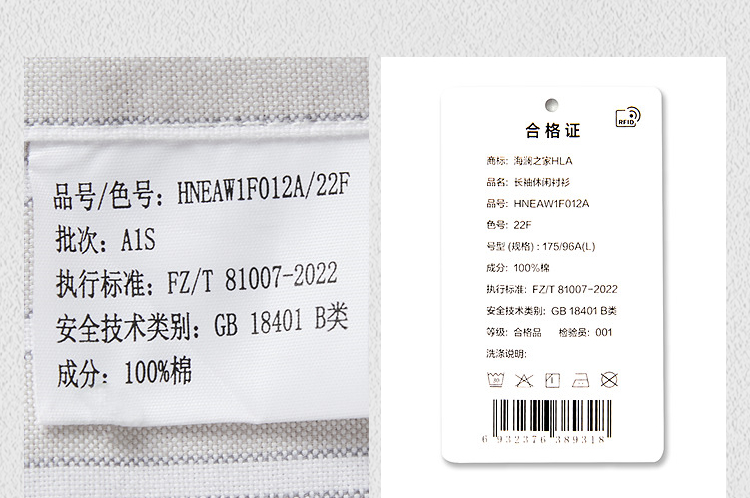 品号/色号: HNEAW1F012A/22F
批次: A1S
执行标准: FZ/T 81007-2022
安全技术类别: GB 18401 B类
成分: 100%棉
RFID
合格证
商标: 海澜之家HLA
品名: 长袖休闲衬衫
品号: HNEAW1F012A
色号: 22F
号型 (规格) : 175/96A(L)
成分: 100%棉
执行标准: FZ/T 81007-2022
安全技术类别: GB 18401 B类
等级: 合格品 检验员: 001
洗涤说明:
6 932376 389318